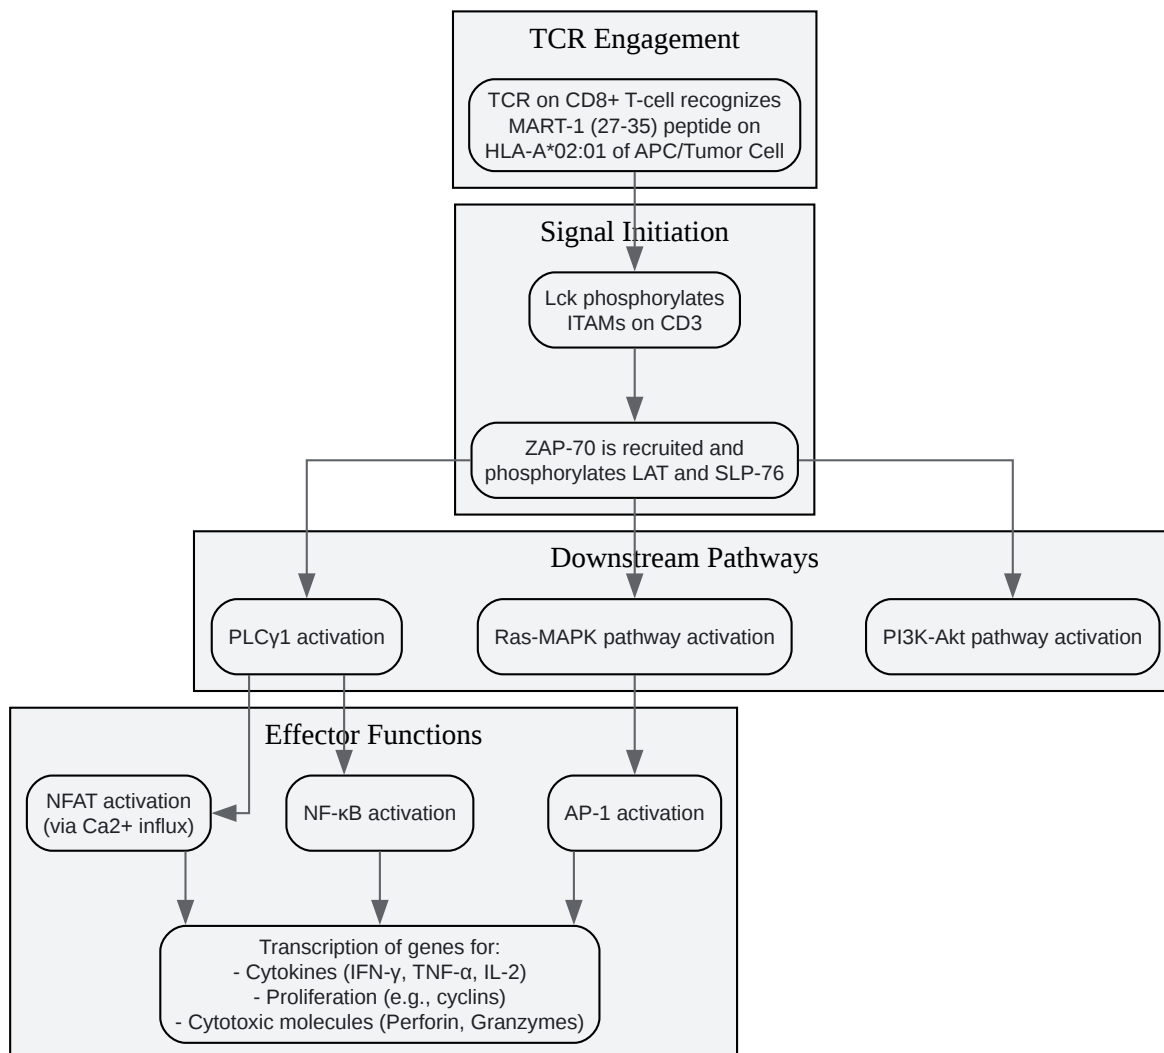 TCR Engagement
TCR on CD8+ T-cell recognizes
MART-1 (27-35) peptide on
HLA-A*02:01 of APC/Tumor Cell
Signal Initiation
Lck phosphorylates
ITAMs on CD3
ZAP-70 is recruited and
phosphorylates LAT and SLP-76
Downstream Pathways
PLCγ1 activation
Ras-MAPK pathway activation
PI3K-Akt pathway activation
Effector Functions
NFAT activation
(via Ca2+ influx)
NF-κB activation
AP-1 activation
Transcription of genes for:
- Cytokines (IFN-γ, TNF-α, IL-2)
- Proliferation (e.g., cyclins)
- Cytotoxic molecules (Perforin, Granzymes)